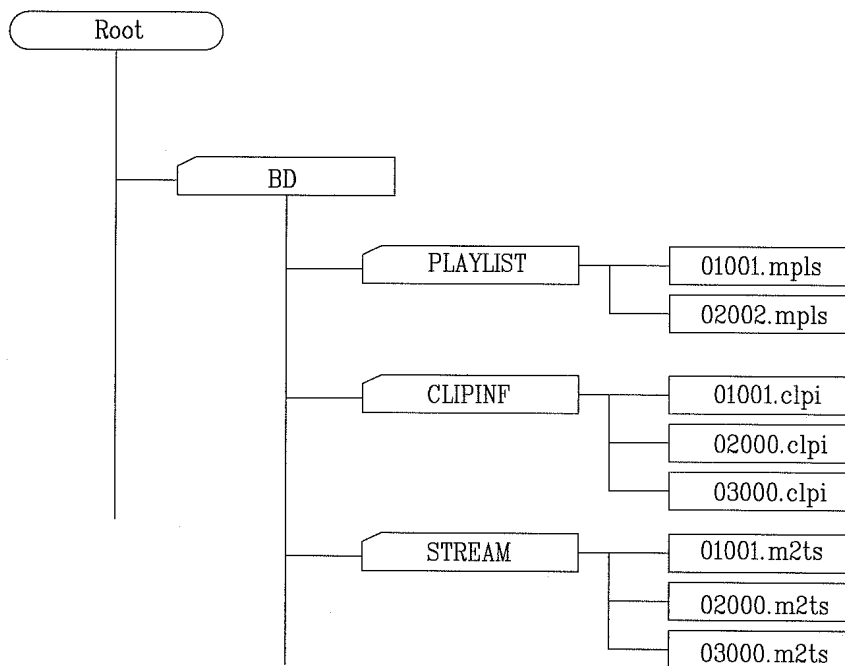 Root
BD
PLAYLIST
01001.mpls
02002.mpls
CLIPINF
01001.clpi
02000.clpi
03000.clpi
STREAM
01001.m2ts
02000.m2ts
03000.m2ts